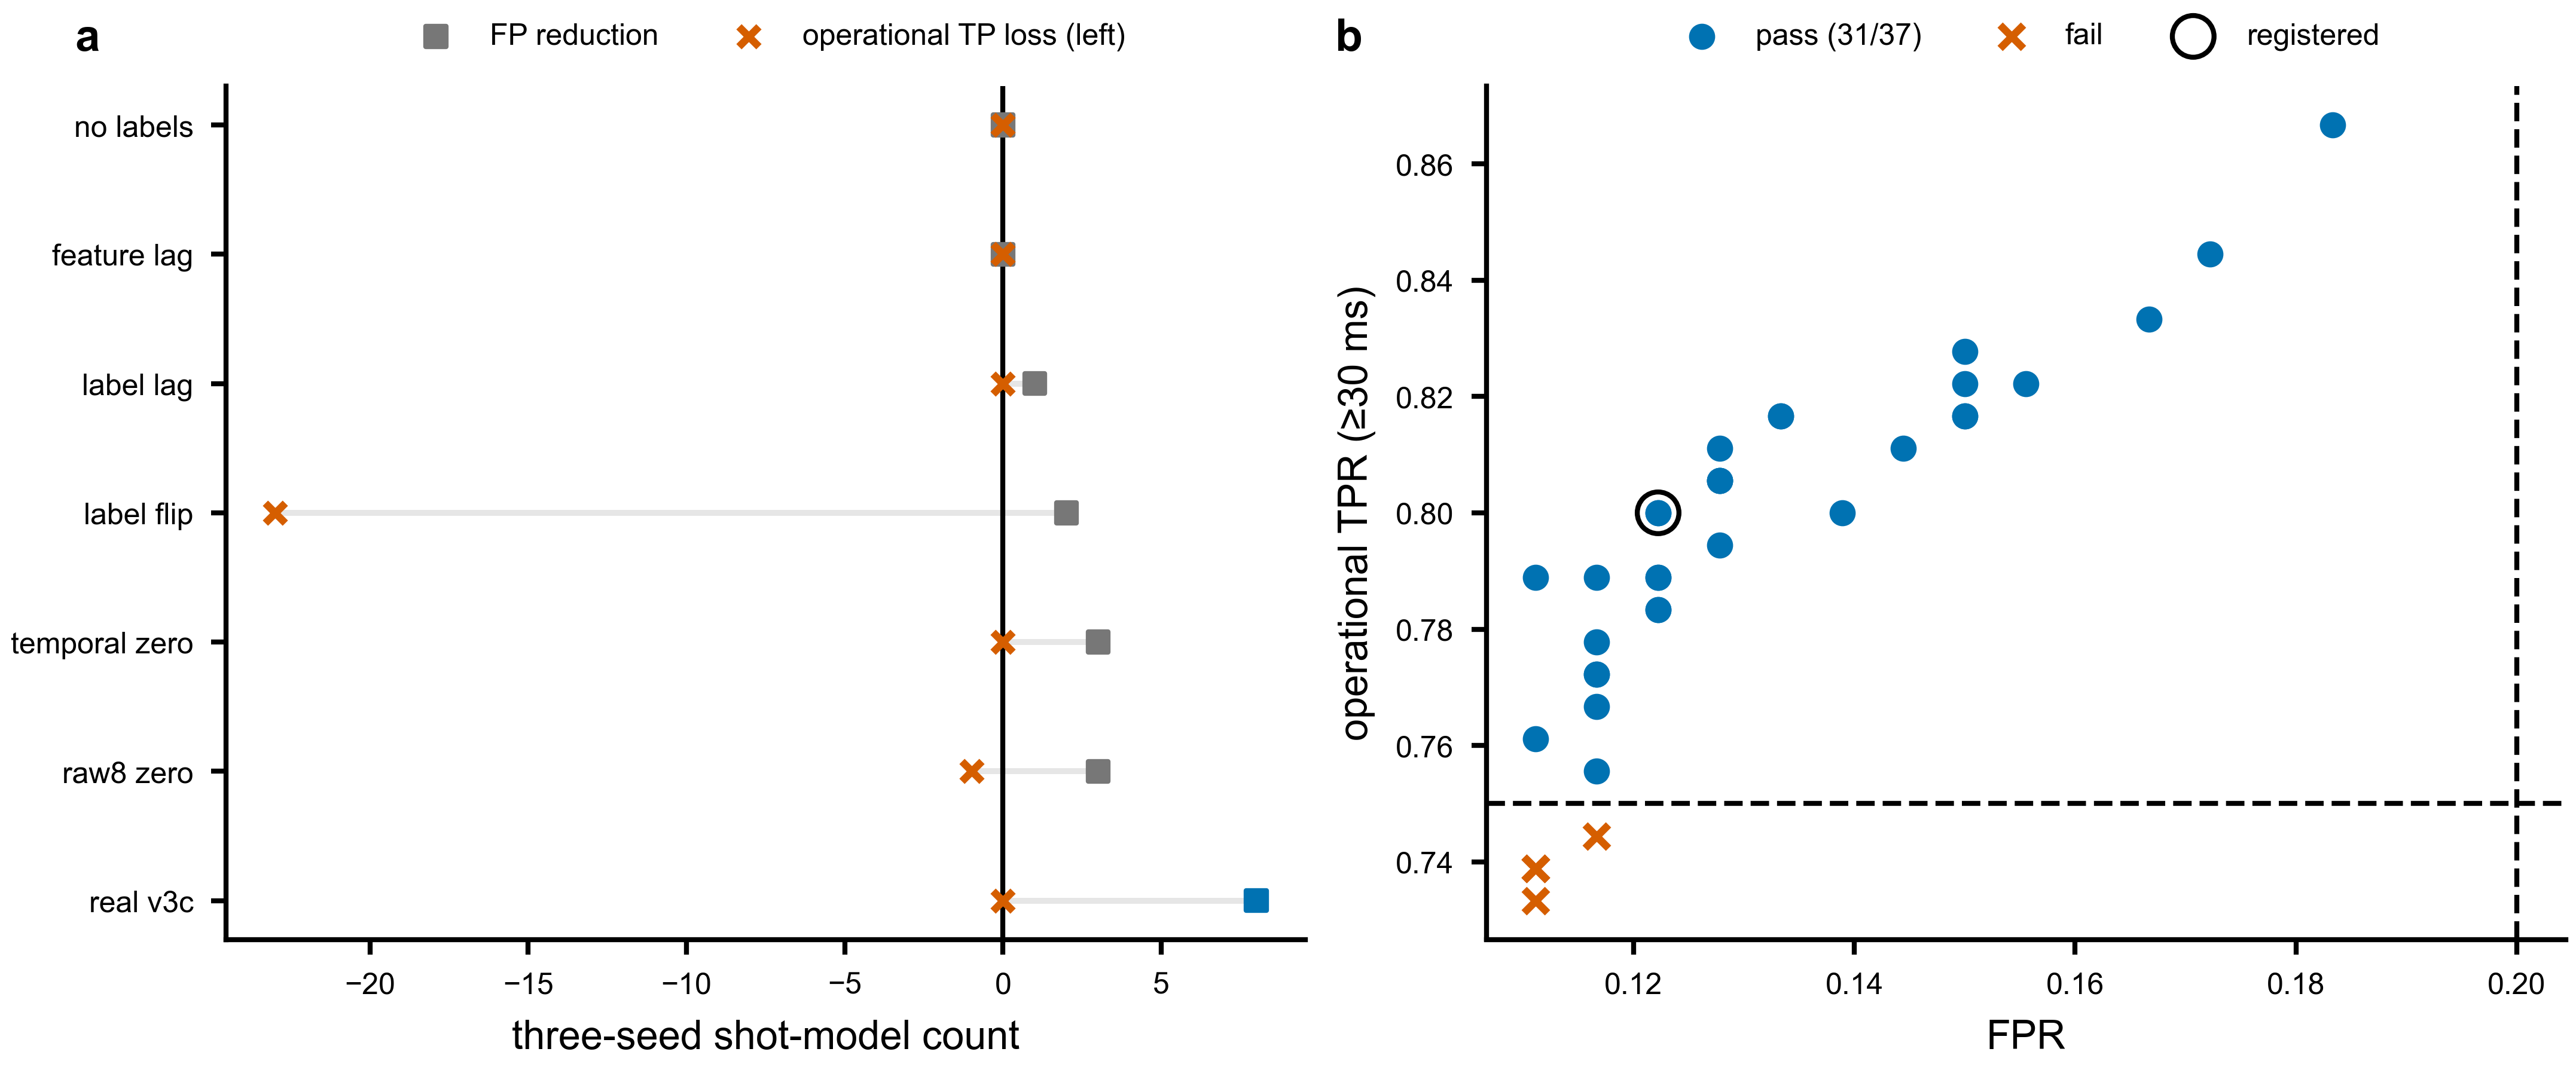 a
FP reduction
operational TP loss (left)
no labels
feature lag
label lag
label flip
temporal zero
raw8 zero
real v3c
−20
−15
−10
−5
0
5
three-seed shot-model count
b
pass (31/37)
fail
registered
operational TPR (≥30 ms)
0.86
0.84
0.82
0.80
0.78
0.76
0.74
0.12
0.14
0.16
0.18
0.20
FPR